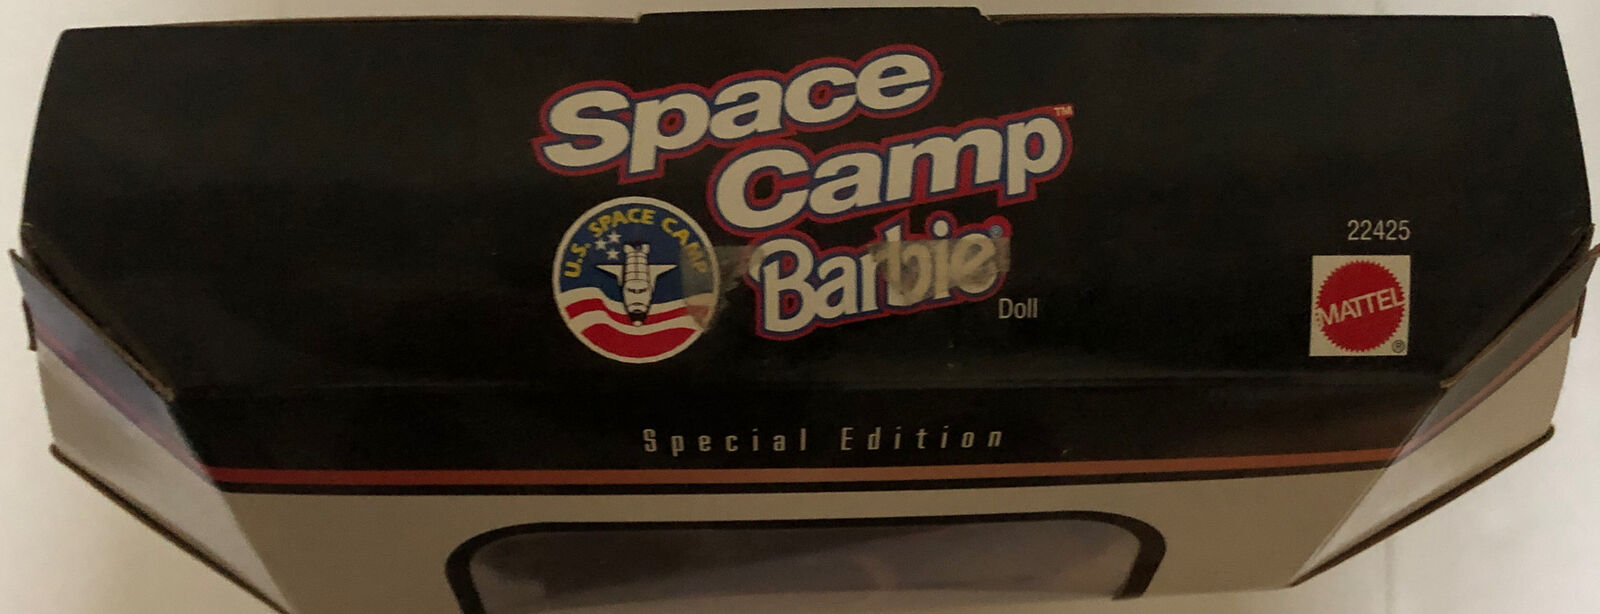 Space
Camp™
U.S. SPACE CAMP
Barbie®
Doll
22425
MATTEL®
Special Edition